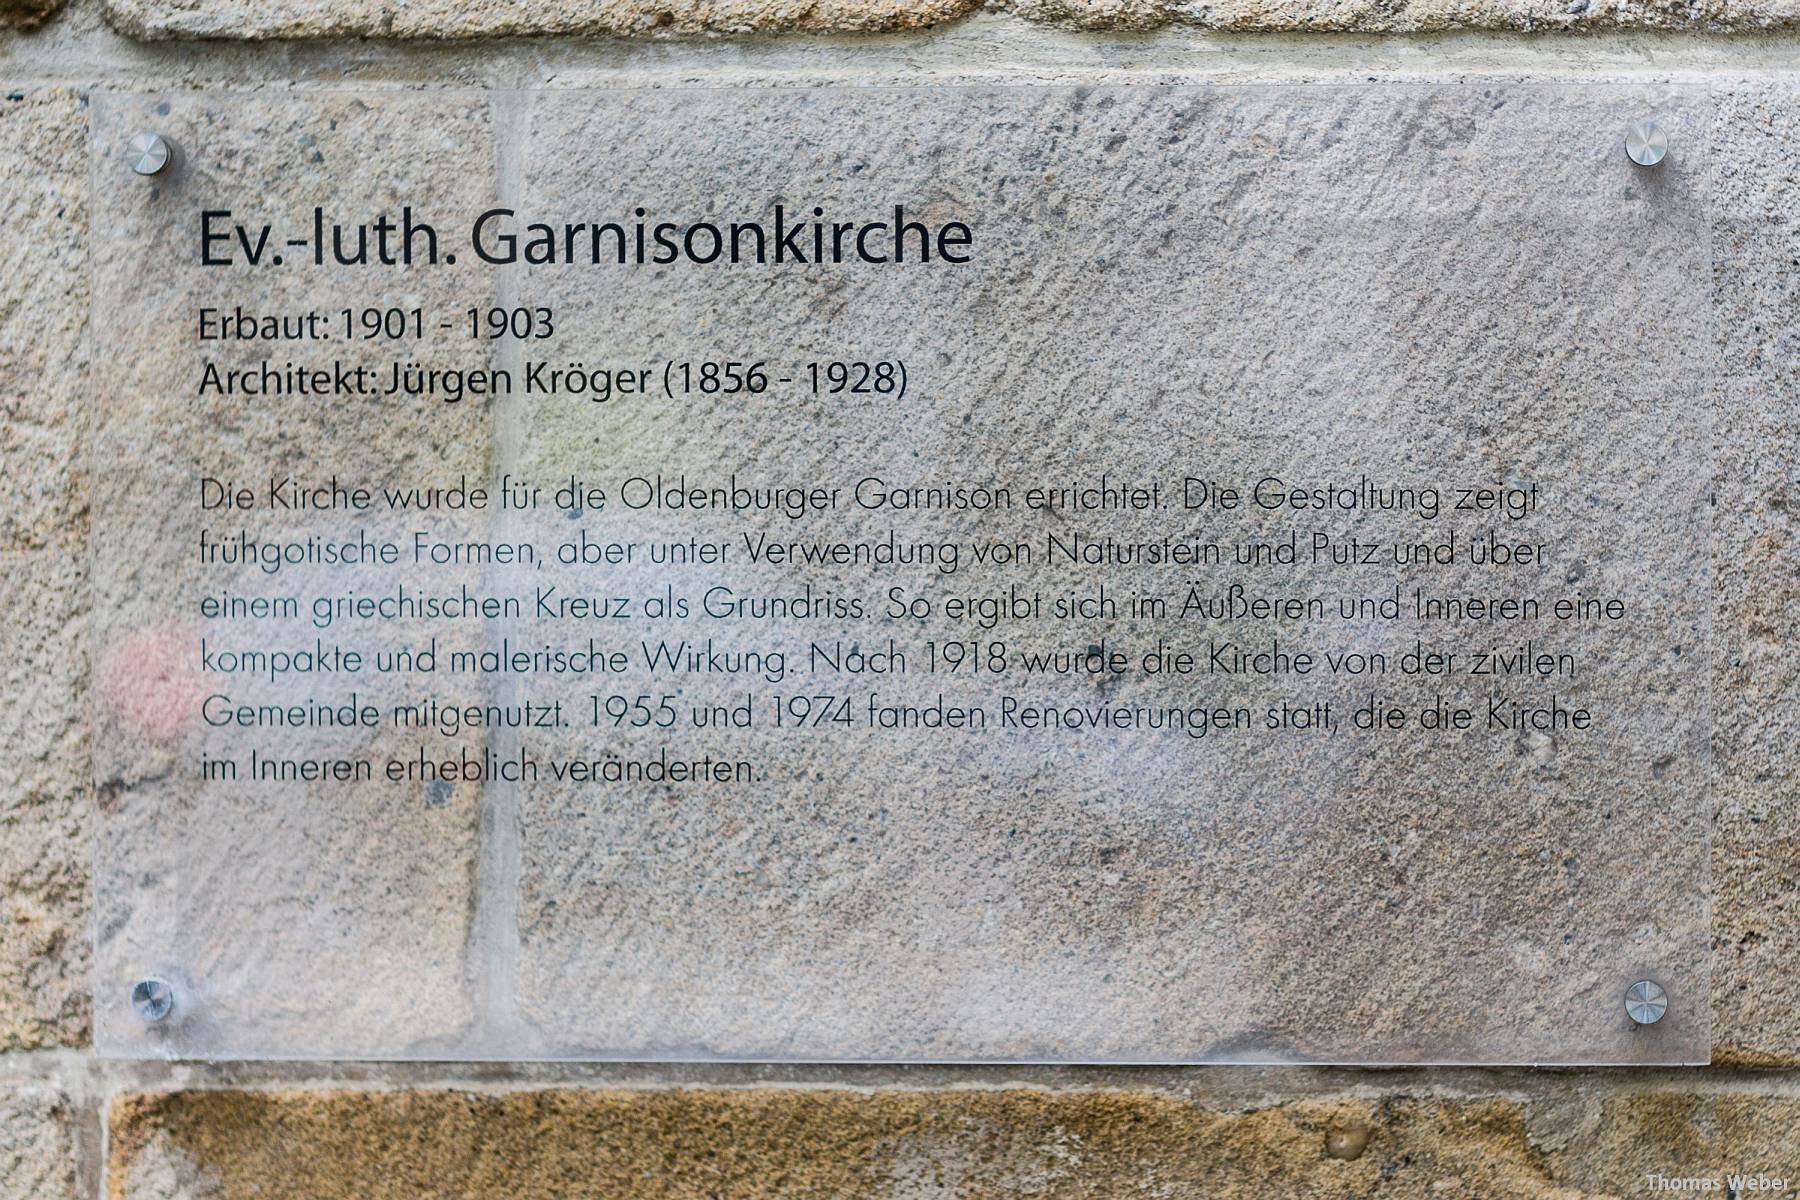 Ev.-luth. Garnisonkirche
Erbaut: 1901 - 1903
Architekt: Jürgen Kröger (1856 - 1928)
Die Kirche wurde für die Oldenburger Garnison errichtet. Die Gestaltung zeigt
frühgotische Formen, aber unter Verwendung von Naturstein und Putz und über
einem griechischen Kreuz als Grundriss. So ergibt sich im Äußeren und Inneren eine
kompakte und malerische Wirkung. Nach 1918 wurde die Kirche von der zivilen
Gemeinde mitgenutzt. 1955 und 1974 fanden Renovierungen statt, die die Kirche
im Inneren erheblich veränderten.
Thomas Weber